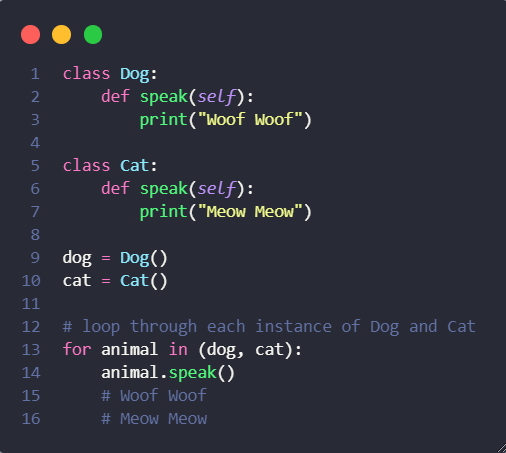 1 class Dog:
2     def speak(self):
3         print("Woof Woof")
4
5 class Cat:
6     def speak(self):
7         print("Meow Meow")
8
9 dog = Dog()
10 cat = Cat()
11
12 # loop through each instance of Dog and Cat
13 for animal in (dog, cat):
14     animal.speak()
15     # Woof Woof
16     # Meow Meow